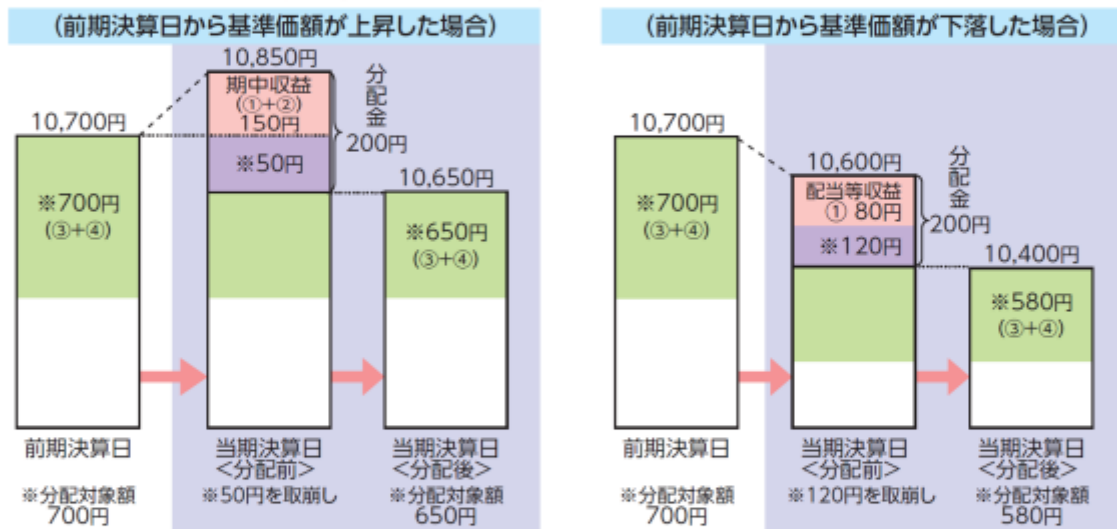 （前期決算日から基準価額が上昇した場合）
10,850円
期中収益
(①+②)
150円
分配金
200円
10,700円
※50円
10,650円
※700円
(③+④)
※650円
(③+④)
前期決算日
当期決算日
<分配前>
当期決算日
<分配後>
※分配対象額
700円
※50円を取崩し
※分配対象額
650円
（前期決算日から基準価額が下落した場合）
10,700円
10,600円
配当等収益
① 80円
分配金
200円
※700円
(③+④)
※120円
10,400円
※580円
(③+④)
前期決算日
当期決算日
<分配前>
当期決算日
<分配後>
※分配対象額
700円
※120円を取崩し
※分配対象額
580円